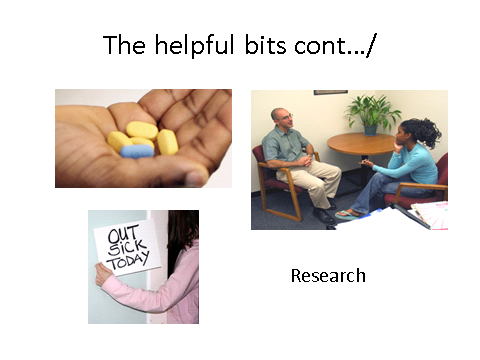 The helpful bits cont.../
OUT
SICK
TODAY
Research